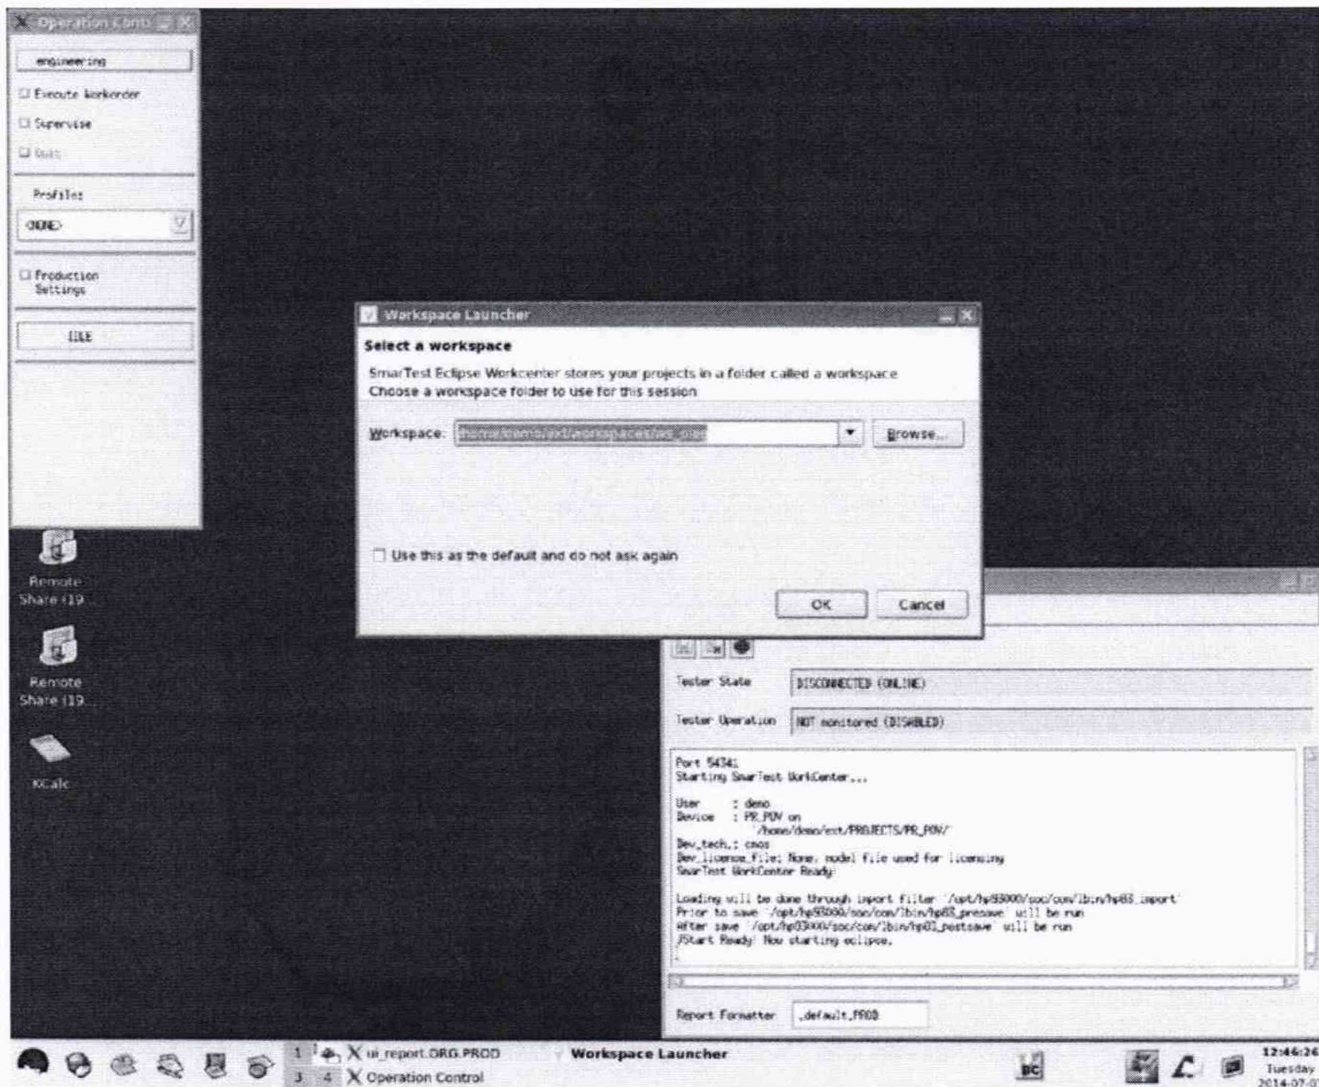 Operation Cont
engineering
Execute Workorder
Supervise
Quit
Profile:
<NONE>
Production
Settings
IDLE
Workspace Launcher
Select a workspace
SmarTest Eclipse Workcenter stores your projects in a folder called a workspace
Choose a workspace folder to use for this session
Workspace:
Browse...
Use this as the default and do not ask again
OK
Cancel
Remote
Share (19...
Remote
Share (19...
KCalc
Tester State
DISCONNECTED (ONLINE)
Tester Operation
NOT monitored (DISABLED)
Port 54341
Starting SmarTest WorkCenter...
User : demo
Device : PR_POV on
'/home/demo/ext/PROJECTS/PR_POV/'
Dev_tech.: cmos
Dev_license_file: None, model file used for licensing
SmarTest WorkCenter Ready!
Loading will be done through import filter '/opt/hp93000/soc/com/lbin/hp83_import'
Prior to save '/opt/hp93000/soc/com/lbin/hp83_presave' will be run
After save '/opt/hp93000/soc/com/lbin/hp83_postsave' will be run
/Start Ready! Now starting eclipse.
Report Formatter
.default.PROD
1
ui_report.ORG.PROD
Workspace Launcher
3 4
Operation Control
12:46:26
Tuesday